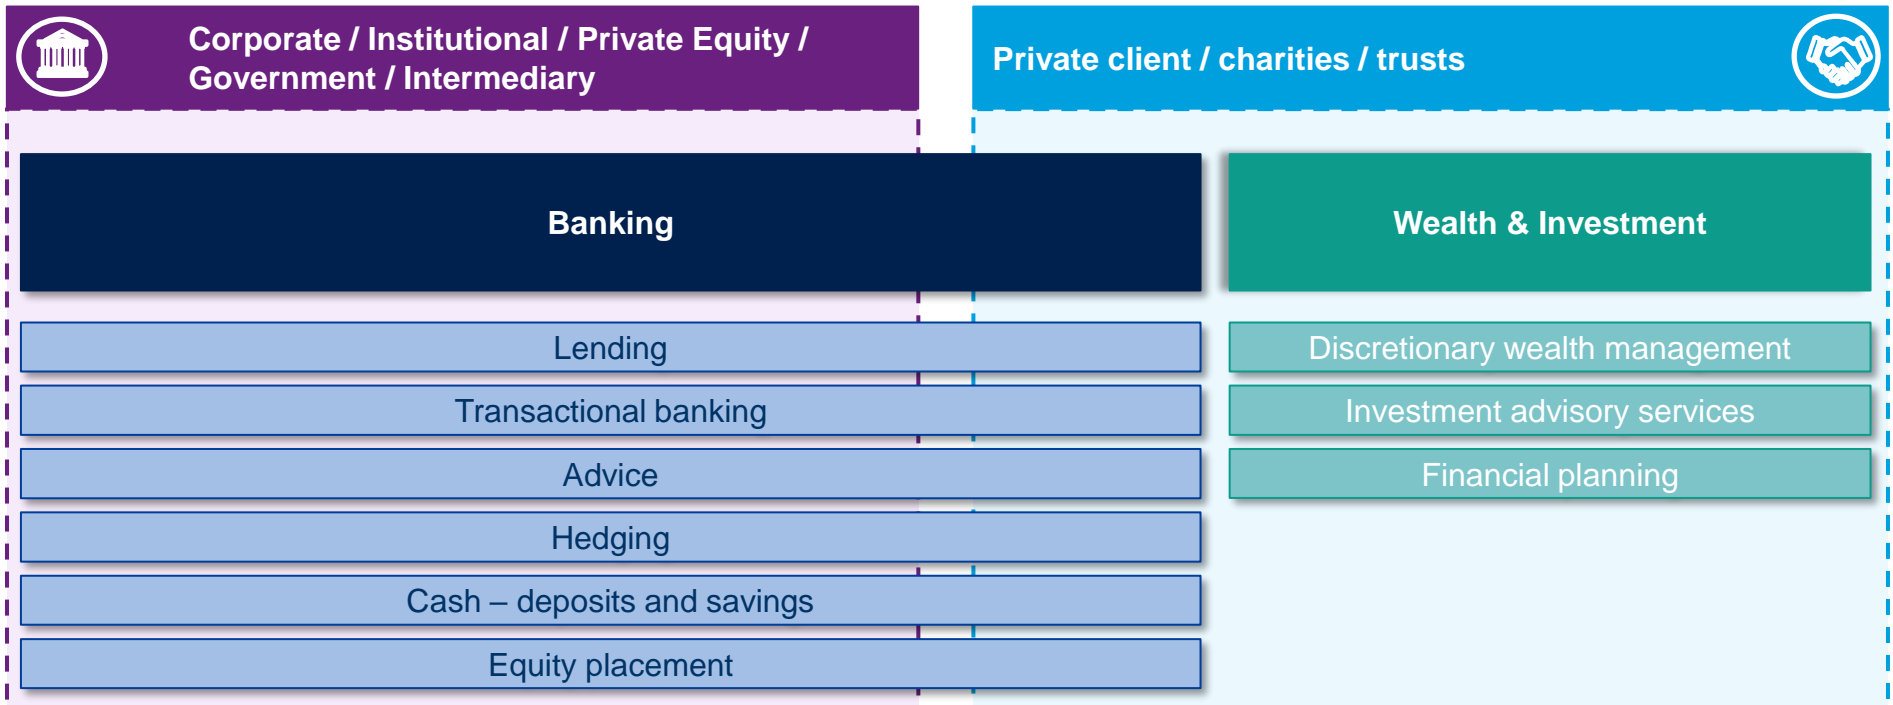 Corporate / Institutional / Private Equity /
Government / Intermediary
Private client / charities / trusts
Banking
Wealth & Investment
Lending
Discretionary wealth management
Transactional banking
Investment advisory services
Advice
Financial planning
Hedging
Cash – deposits and savings
Equity placement